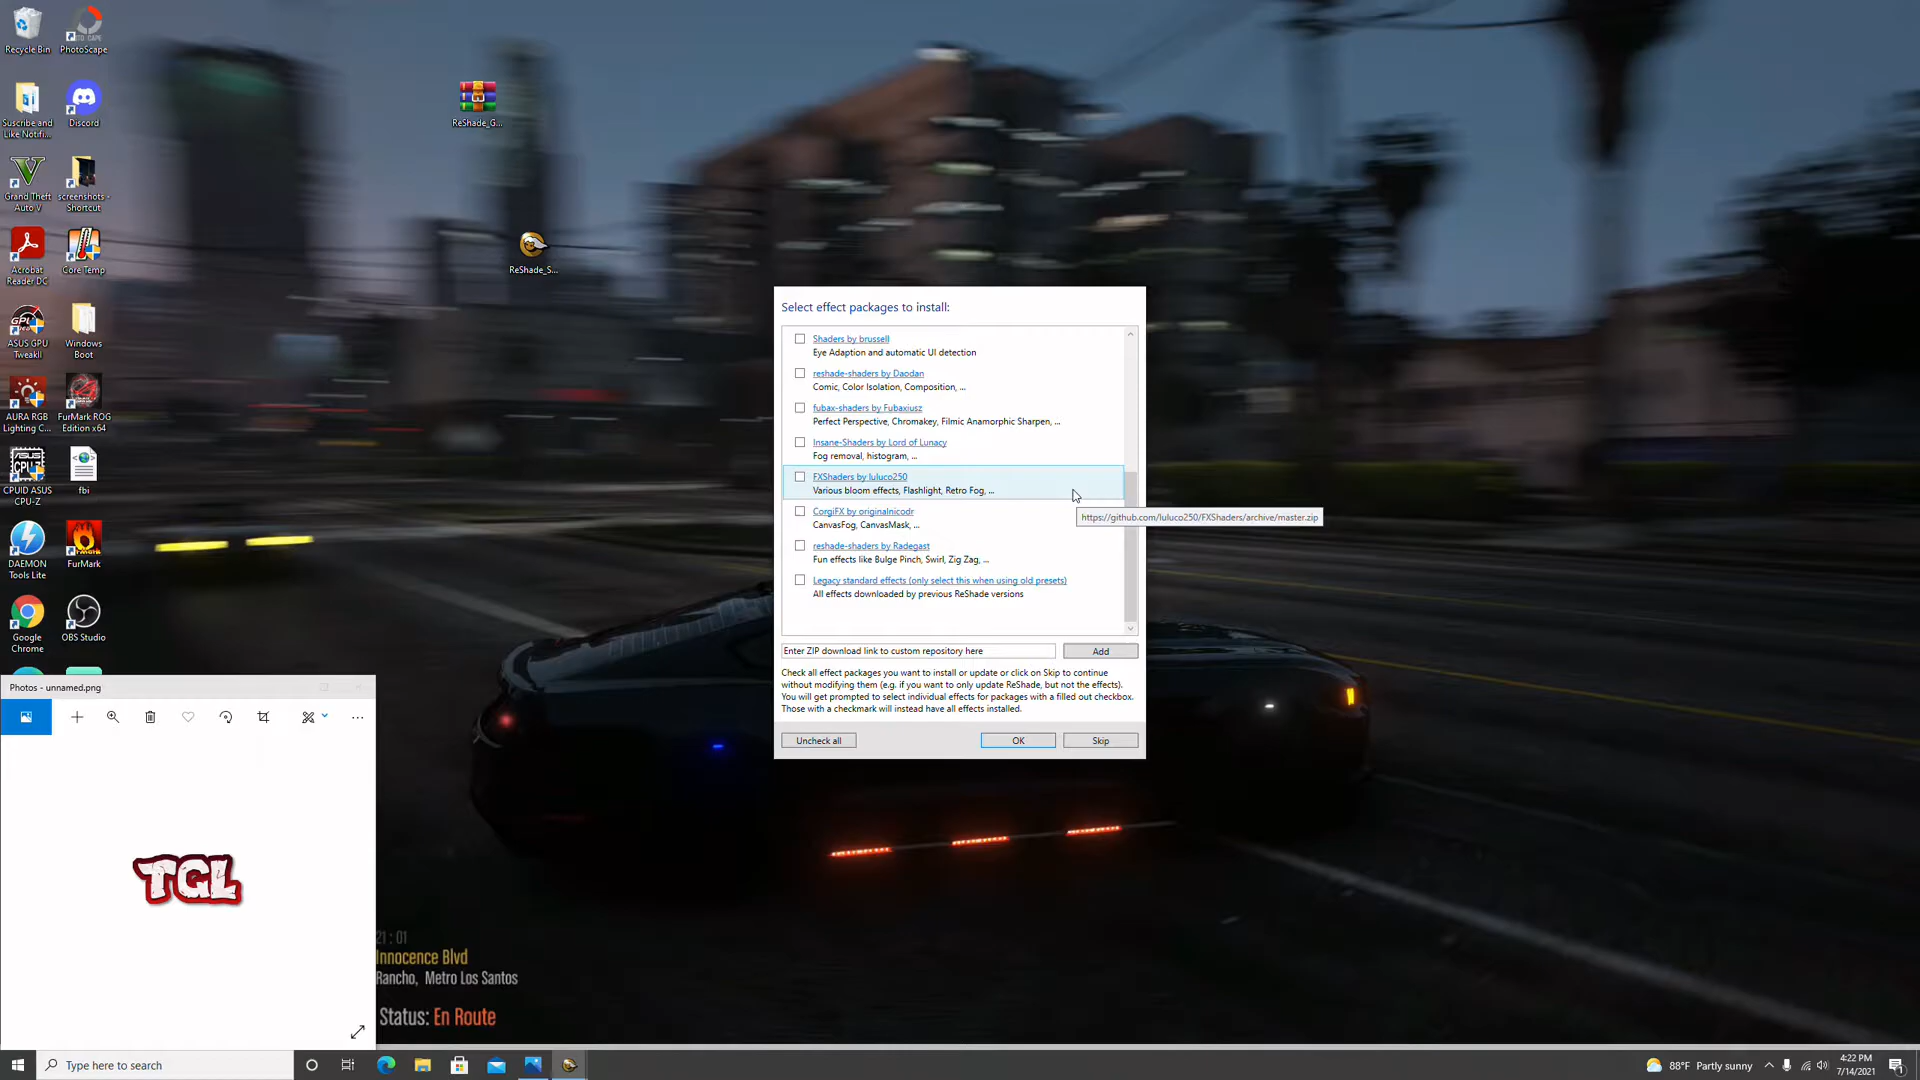 Recycle Bin
PhotoScape
Suscribe and
Like Notifi...
Discord
Grand Theft
Auto V
screenshots -
Shortcut
Acrobat
Reader DC
Core Temp
ASUS GPU
TweakII
Windows
Boot
AURA RGB
Lighting C...
FurMark ROG
Edition x64
CPUID ASUS
CPU-Z
fbi
DAEMON
Tools Lite
FurMark
Google
Chrome
OBS Studio
ReShade_G...
ReShade_S...
Select effect packages to install:
Shaders by brussell
Eye Adaption and automatic UI detection
reshade-shaders by Daodan
Comic, Color Isolation, Composition, ...
fubax-shaders by Fubaxiusz
Perfect Perspective, Chromakey, Filmic Anamorphic Sharpen, ...
Insane-Shaders by Lord of Lunacy
Fog removal, histogram, ...
FXShaders by luluco250
Various bloom effects, Flashlight, Retro Fog, ...
https://github.com/luluco250/FXShaders/archive/master.zip
CorgiFX by originalnicodr
CanvasFog, CanvasMask, ...
reshade-shaders by Radegast
Fun effects like Bulge Pinch, Swirl, Zig Zag, ...
Legacy standard effects (only select this when using old presets)
All effects downloaded by previous ReShade versions
Enter ZIP download link to custom repository here
Add
Check all effect packages you want to install or update or click on Skip to continue
without modifying them (e.g. if you want to only update ReShade, but not the effects).
You will get prompted to select individual effects for packages with a filled out checkbox.
Those with a checkmark will instead have all effects installed.
Uncheck all
OK
Skip
Photos - unnamed.png
TGL
21:01
Innocence Blvd
Rancho, Metro Los Santos
Status: En Route
Type here to search
88°F Partly sunny
4:22 PM
7/14/2021